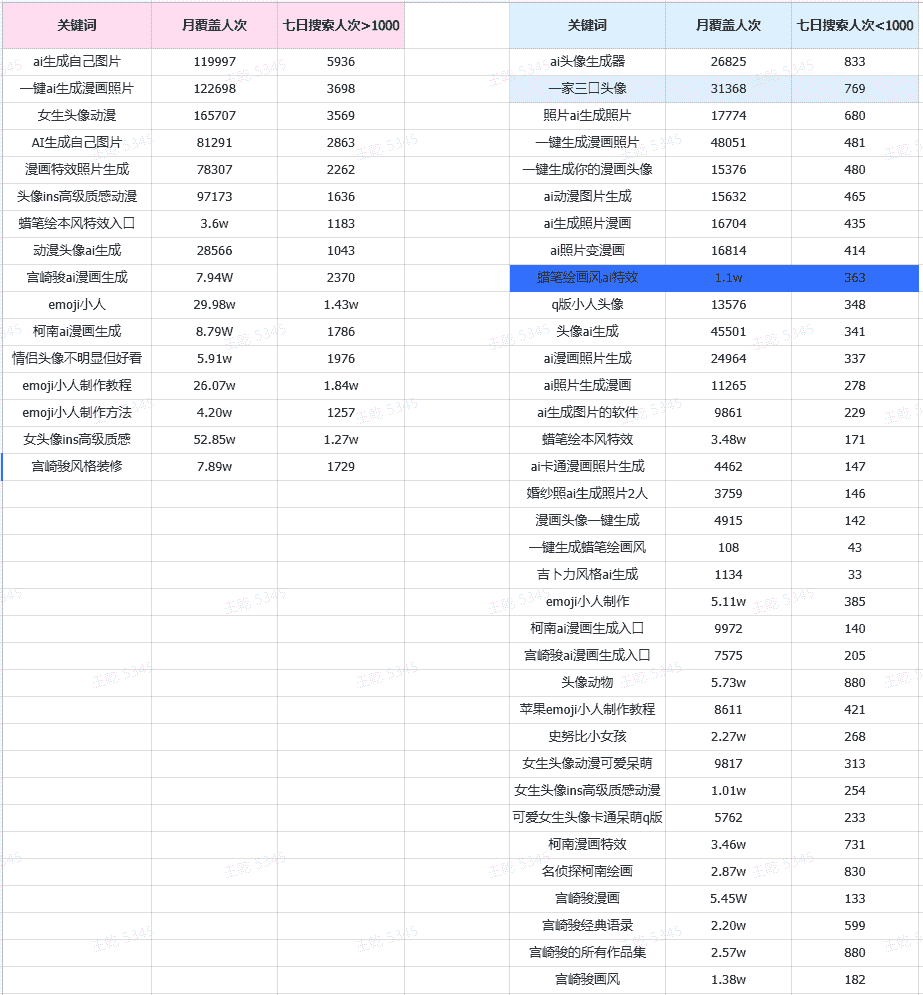 关键词 月覆盖人次 七日搜索人次>1000 关键词 月覆盖人次 七日搜索人次<1000
ai生成自己图片 119997 5936 ai头像生成器 26825 833
一键ai生成漫画照片 122698 3698 一家三口头像 31368 769
女生头像动漫 165707 3569 照片ai生成照片 17774 680
AI生成自己图片 81291 2863 一键生成漫画照片 48051 481
漫画特效照片生成 78307 2262 一键生成你的漫画头像 15376 480
头像ins高级质感动漫 97173 1636 ai动漫图片生成 15632 465
蜡笔绘本风特效入口 3.6w 1183 ai生成照片漫画 16704 435
动漫头像ai生成 28566 1043 ai照片变漫画 16814 414
宫崎骏ai漫画生成 7.94W 2370 蜡笔绘画风ai特效 1.1w 363
emoji小人 29.98w 1.43w q版小人头像 13576 348
柯南ai漫画生成 8.79W 1786 头像ai生成 45501 341
情侣头像不明显但好看 5.91w 1976 ai漫画照片生成 24964 337
emoji小人制作教程 26.07w 1.84w ai照片生成漫画 11265 278
emoji小人制作方法 4.20w 1257 ai生成图片的软件 9861 229
女头像ins高级质感 52.85w 1.27w 蜡笔绘本风特效 3.48w 171
宫崎骏风格装修 7.89w 1729 ai卡通漫画照片生成 4462 147
婚纱照ai生成照片2人 3759 146
漫画头像一键生成 4915 142
一键生成蜡笔绘画风 108 43
吉卜力风格ai生成 1134 33
emoji小人制作 5.11w 385
柯南ai漫画生成入口 9972 140
宫崎骏ai漫画生成入口 7575 205
头像动物 5.73w 880
苹果emoji小人制作教程 8611 421
史努比小女孩 2.27w 268
女生头像动漫可爱呆萌 9817 313
女生头像ins高级质感动漫 1.01w 254
可爱女生头像卡通呆萌q版 5762 233
柯南漫画特效 3.46w 731
名侦探柯南绘画 2.87w 830
宫崎骏漫画 5.45W 133
宫崎骏经典语录 2.20w 599
宫崎骏的所有作品集 2.57w 880
宫崎骏画风 1.38w 182